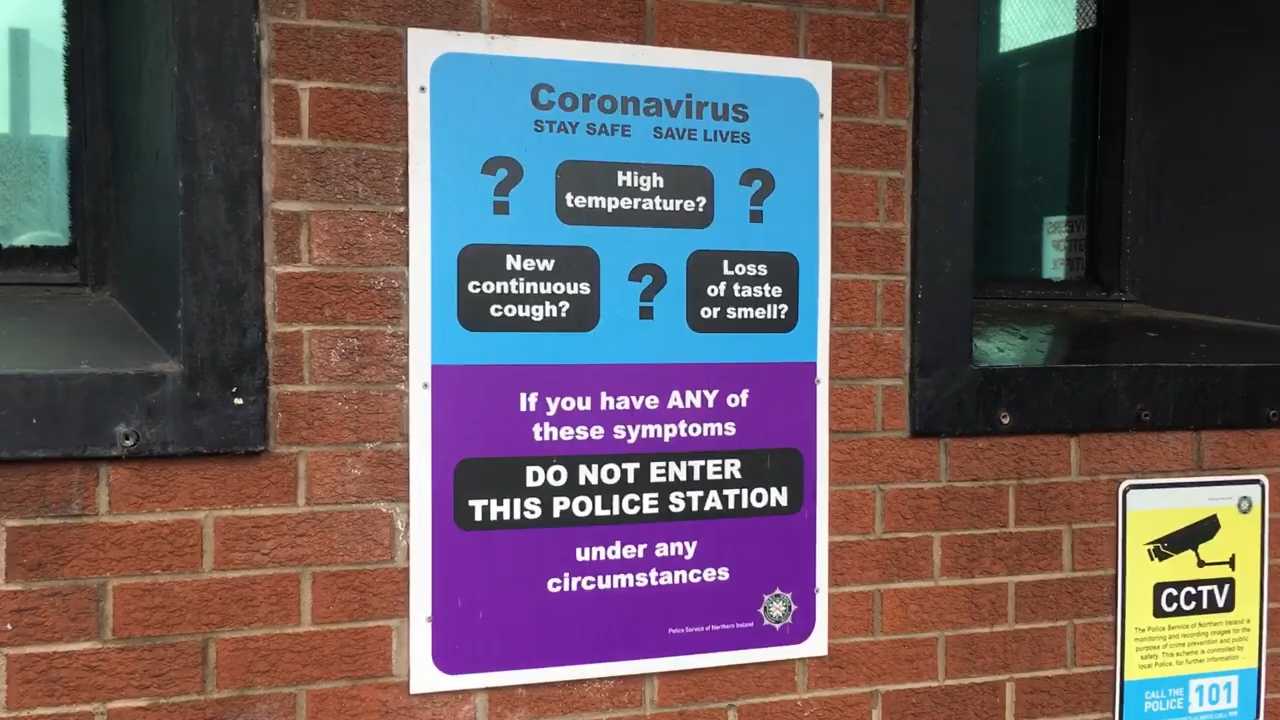 Coronavirus
STAY SAFE SAVE LIVES
?
High
temperature?
?
New
continuous
cough?
?
Loss
of taste
or smell?
If you have ANY of
these symptoms
DO NOT ENTER
THIS POLICE STATION
under any
circumstances
Police Service of Northern Ireland
CCTV
The Police Service of Northern Ireland is
monitoring and recording images for the
purpose of crime prevention and public
safety. This scheme is controlled by
local Police, for further information ...
CALL THE
POLICE
101